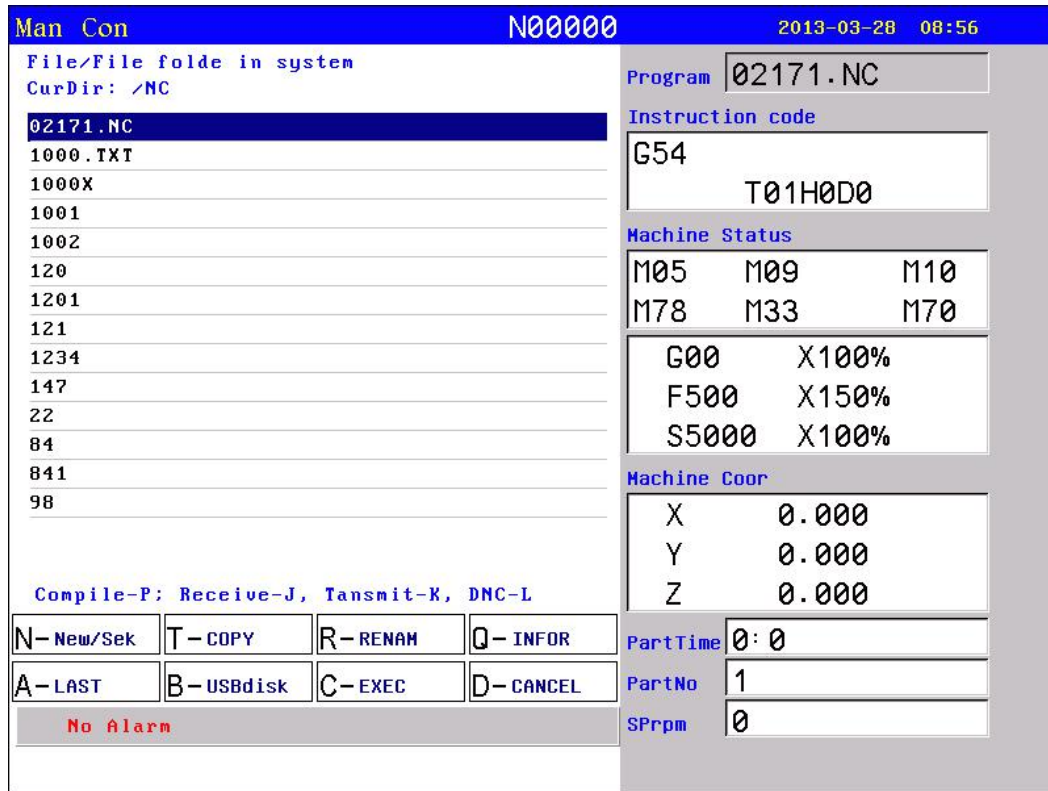 Man Con N00000 2013-03-28 08:56
File/File folde in system
CurDir: /NC
02171.NC
1000.TXT
1000X
1001
1002
120
1201
121
1234
147
22
84
841
98
Compile-P; Receive-J, Tansmit-K, DNC-L
N-New/Sek T-COPY R-RENAM Q-INFOR
A-LAST B-USBdisk C-EXEC D-CANCEL
No Alarm
Program 02171.NC
Instruction code
G54
T01H0D0
Machine Status
M05 M09 M10
M78 M33 M70
G00 X100%
F500 X150%
S5000 X100%
Machine Coor
X 0.000
Y 0.000
Z 0.000
PartTime 0: 0
PartNo 1
SPrpm 0